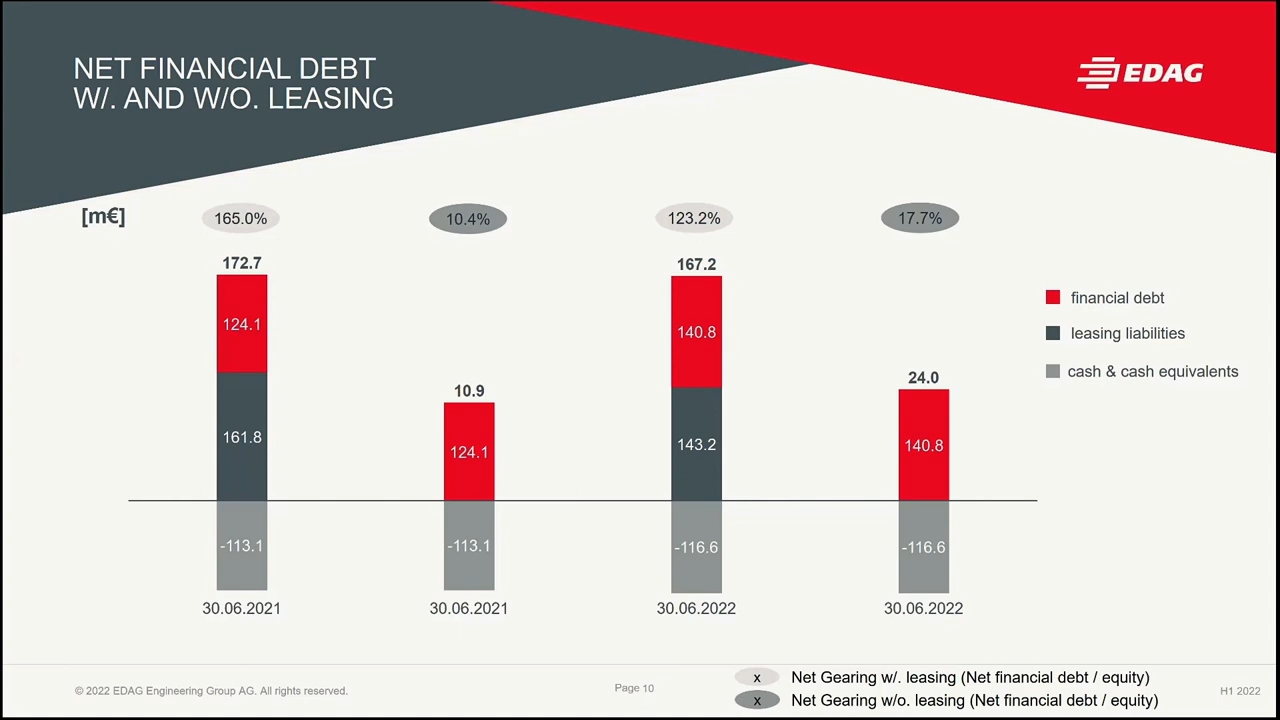 NET FINANCIAL DEBT
W/. AND W/O. LEASING
EDAG
[m€]
165.0%
10.4%
123.2%
17.7%
172.7
124.1
161.8
-113.1
30.06.2021
10.9
124.1
-113.1
30.06.2021
167.2
140.8
143.2
-116.6
30.06.2022
24.0
140.8
-116.6
30.06.2022
financial debt
leasing liabilities
cash & cash equivalents
© 2022 EDAG Engineering Group AG. All rights reserved.
Page 10
x Net Gearing w/. leasing (Net financial debt / equity)
x Net Gearing w/o. leasing (Net financial debt / equity)
H1 2022